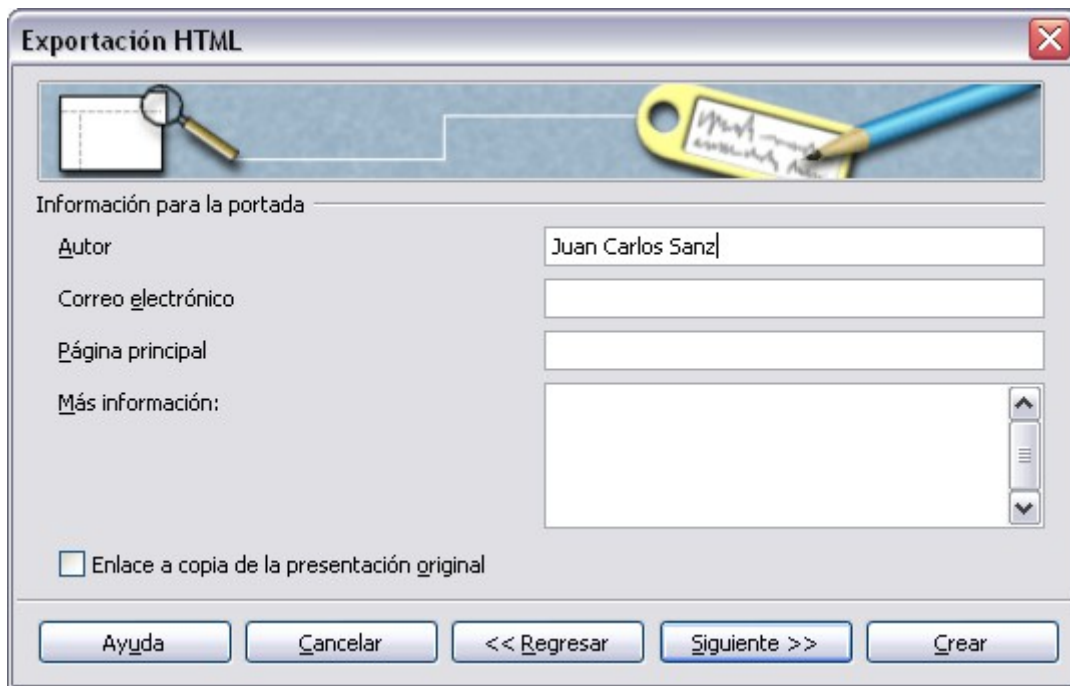 Exportación HTML
Información para la portada
Autor
Juan Carlos Sanz
Correo electrónico
Página principal
Más información:
Enlace a copia de la presentación original
Ayuda
Cancelar
<< Regresar
Siguiente >>
Crear